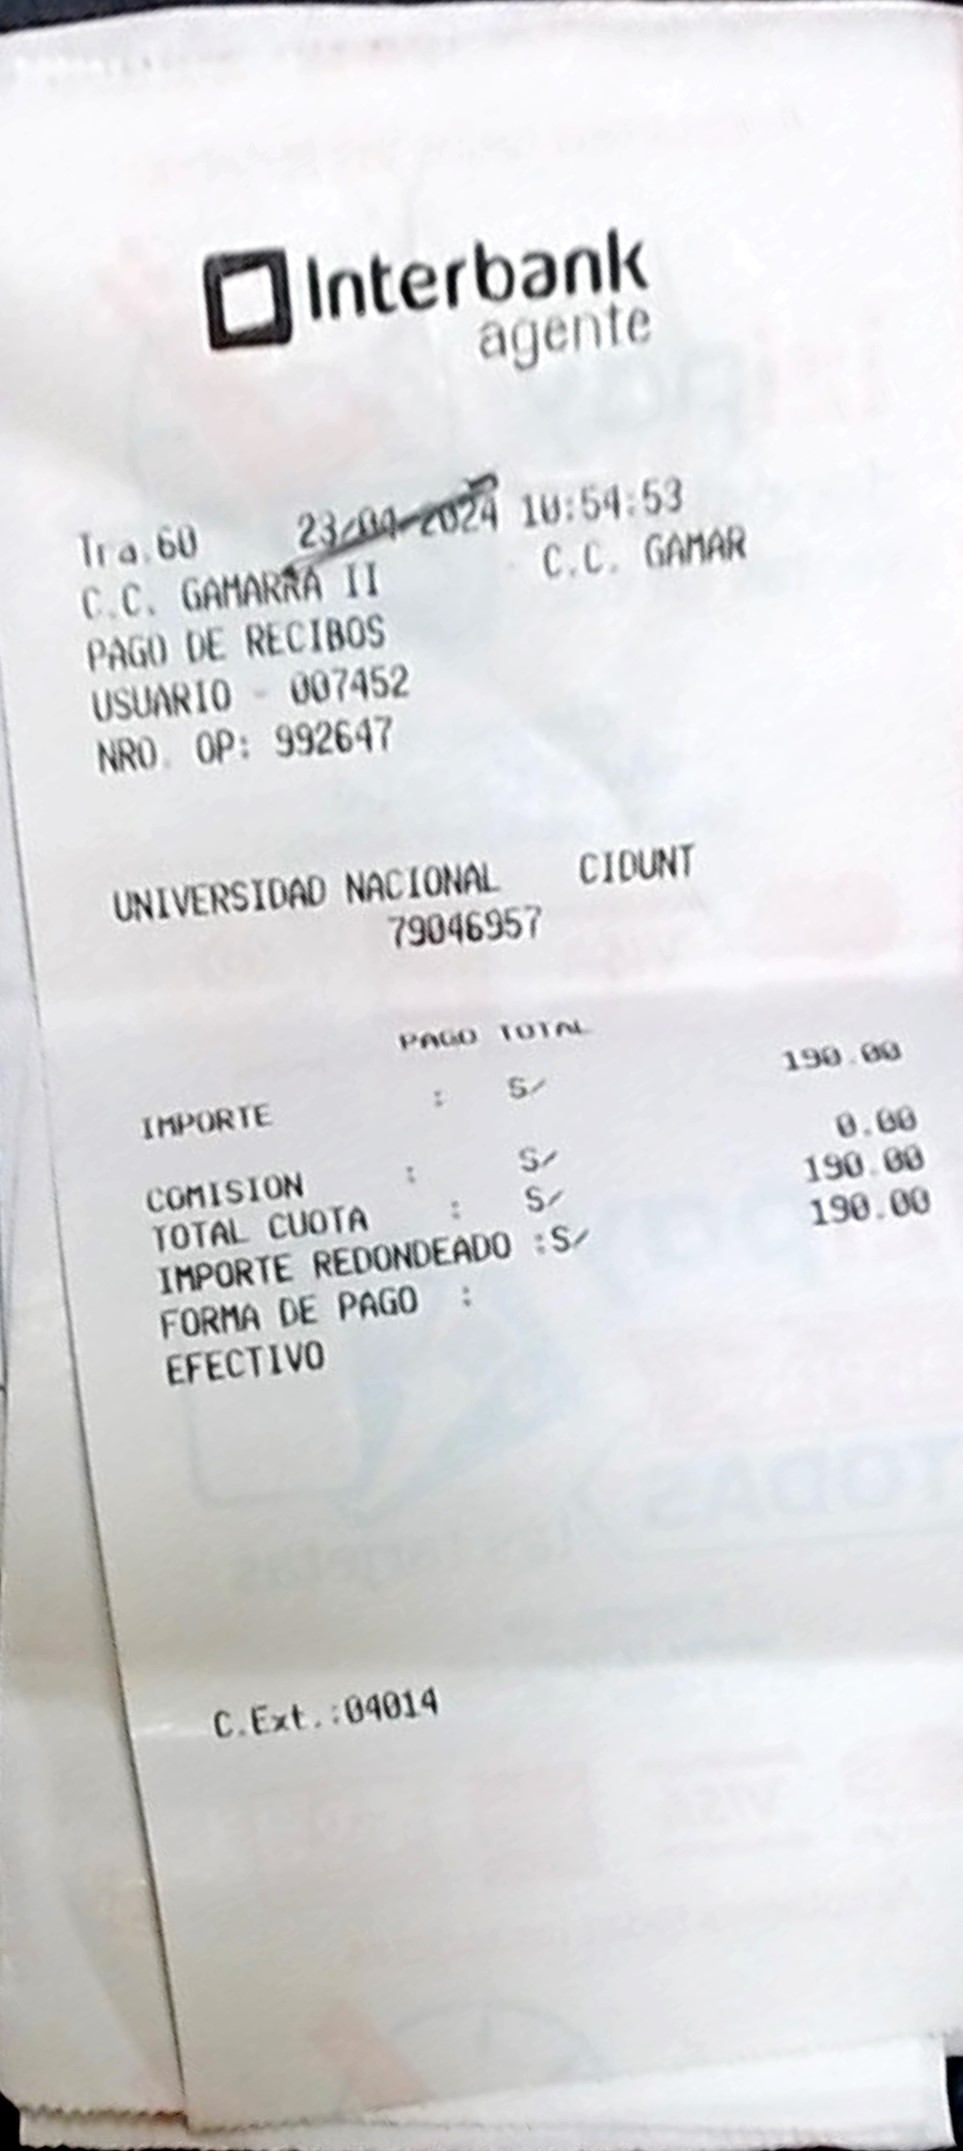 Interbank
agente
Tra.60 23/04/2024 10:54:53
C.C. GAMARRA II C.C. GAMAR
PAGO DE RECIBOS
USUARIO - 007452
NRO. OP: 992647
UNIVERSIDAD NACIONAL CIDUNT
79046957
PAGO TOTAL
IMPORTE : S/ 190.00
COMISION : S/ 0.00
TOTAL CUOTA : S/ 190.00
IMPORTE REDONDEADO :S/ 190.00
FORMA DE PAGO :
EFECTIVO
C.Ext.:04014